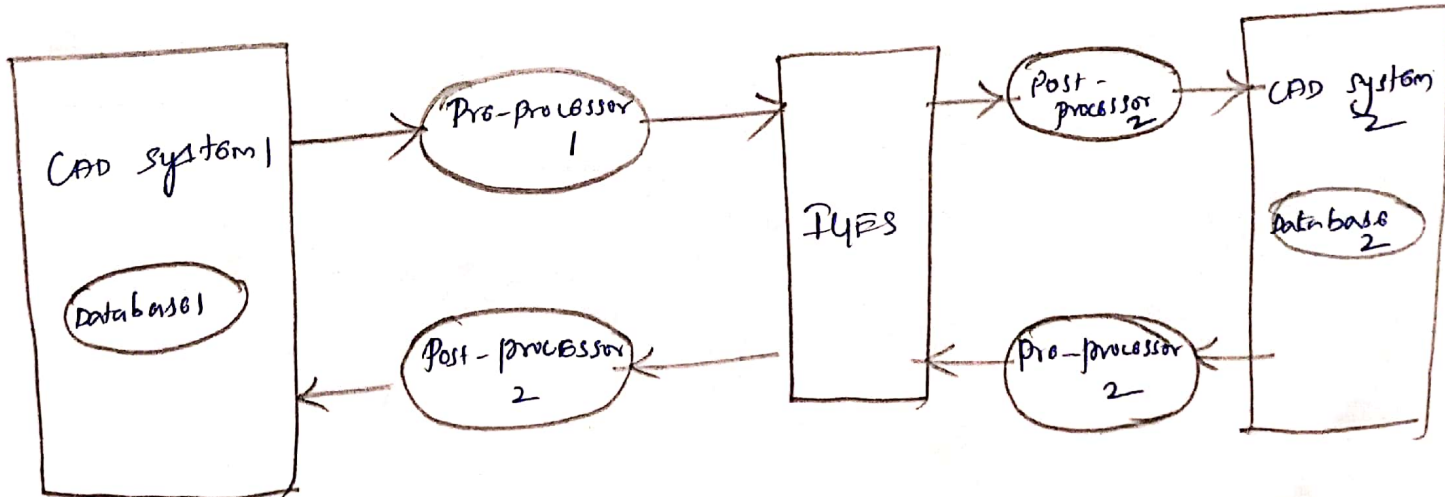 CAD system 1
Database 1
Pre-processor
1
Post-processor
2
IGES
Post-
processor
2
Pre-processor
2
CAD system
2
Database
2